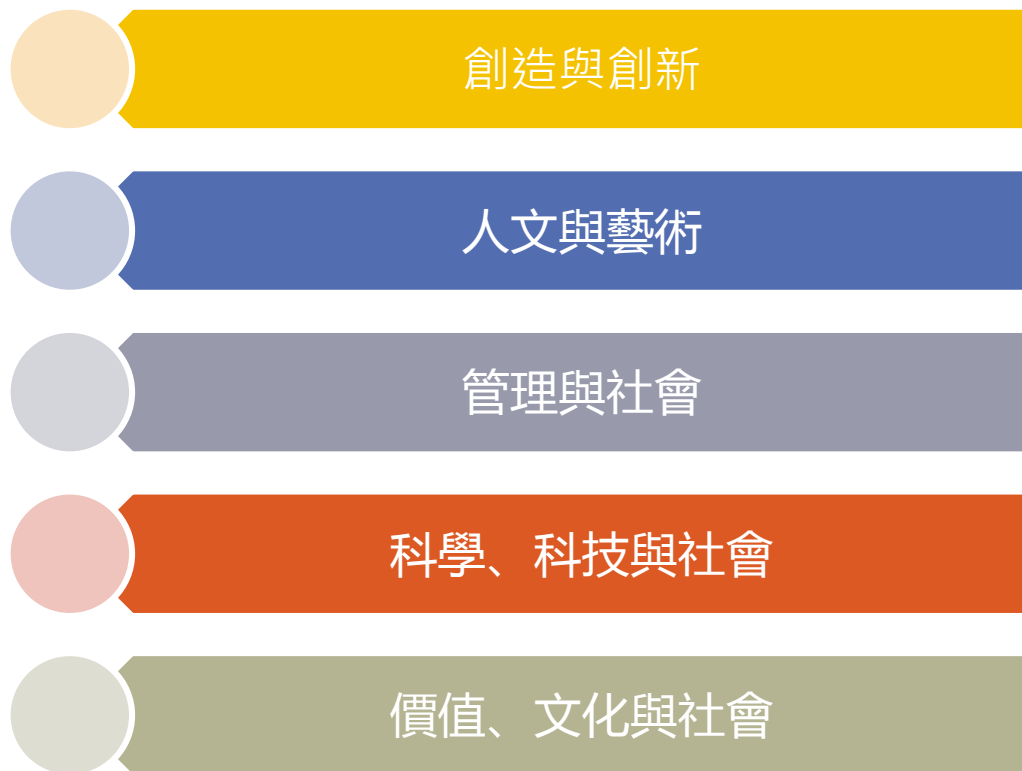 創造與創新
人文與藝術
管理與社會
科學、科技與社會
價值、文化與社會